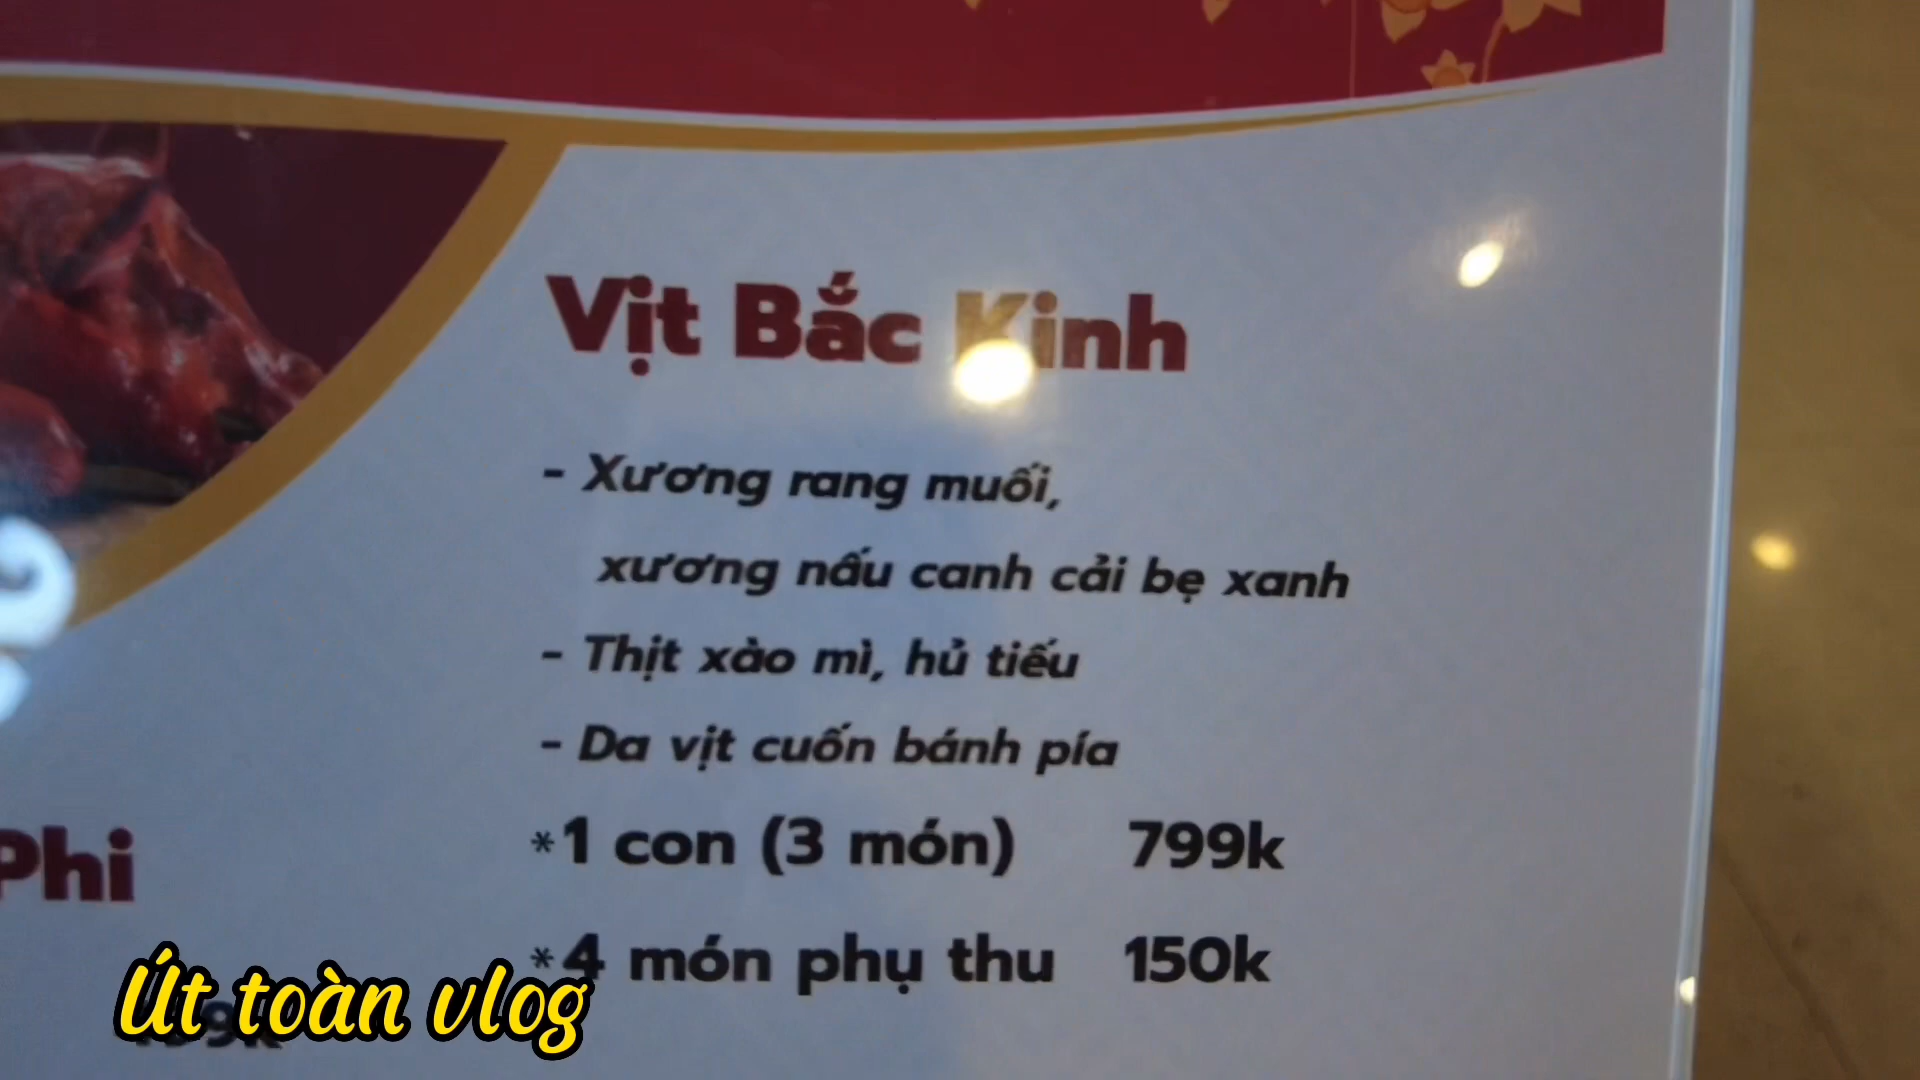 Vịt Bắc Kinh
- Xương rang muối,
xương nấu canh cải bẹ xanh
- Thịt xào mì, hủ tiếu
- Da vịt cuốn bánh pía
*1 con (3 món) 799k
*4 món phụ thu 150k
Phi
Út toàn vlog